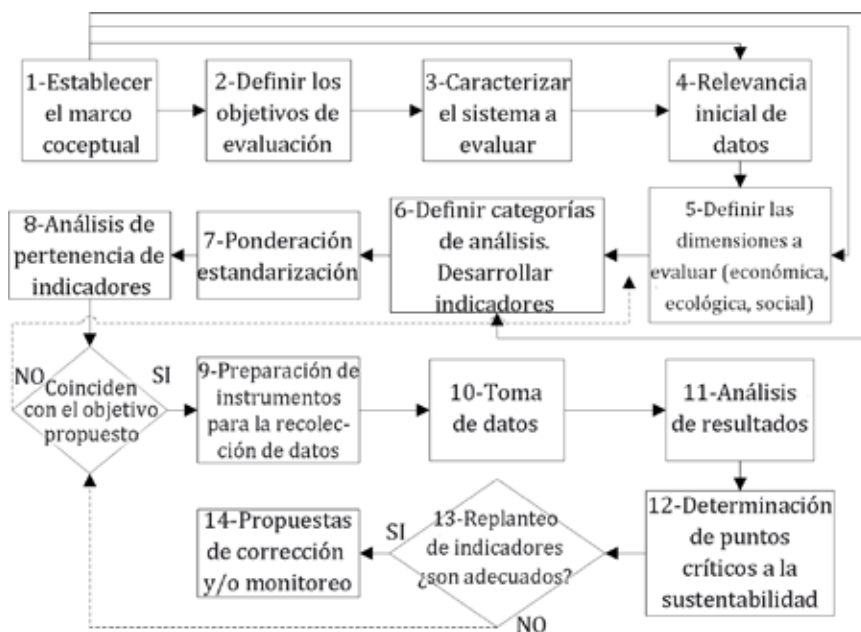 1-Establecer
el marco
coceptual
2-Definir los
objetivos de
evaluación
3-Caracterizar
el sistema a
evaluar
4-Relevancia
inicial de
datos
5-Definir las
dimensiones a
evaluar (económica,
ecológica, social)
6-Definir categorías
de análisis.
Desarrollar
indicadores
7-Ponderación
estandarización
8-Análisis de
pertenencia de
indicadores
NO
SI
Coinciden
con el objetivo
propuesto
9-Preparación de
instrumentos
para la recolec-
ción de datos
10-Toma
de datos
11-Análisis
de resultados
12-Determinación
de puntos
críticos a la
sustentabilidad
13-Replanteo
de indicadores
¿son adecuados?
SI
NO
14-Propuestas
de corrección
y/o monitoreo